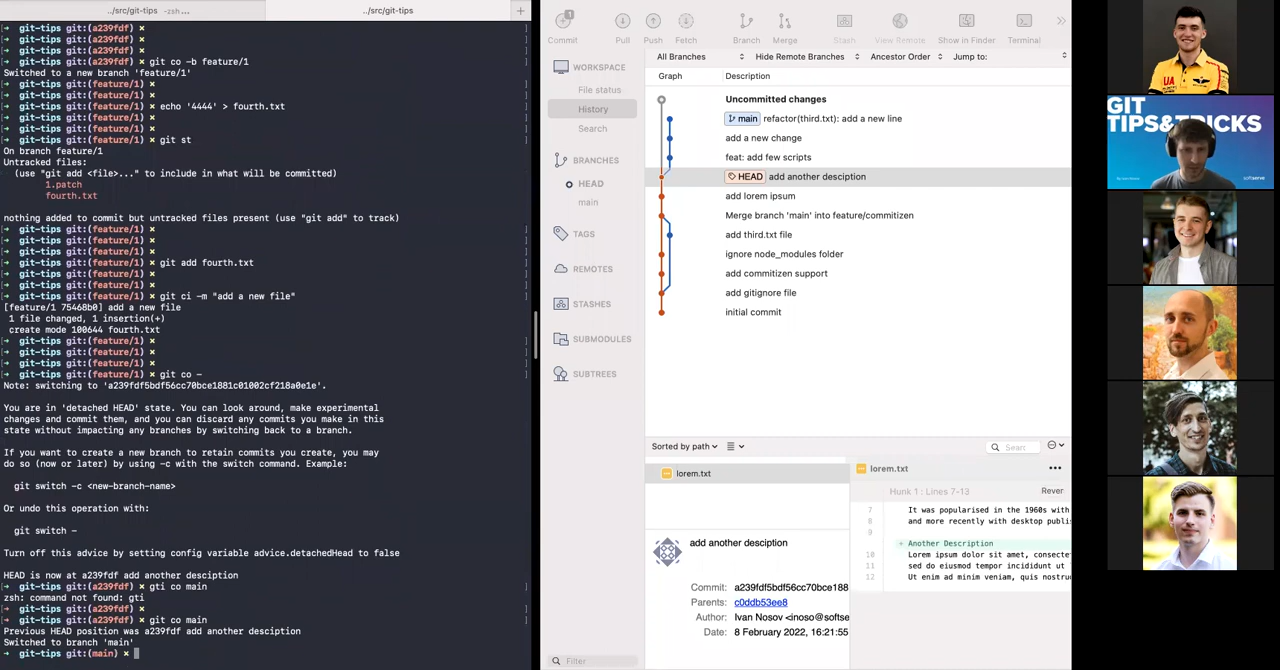 ../src/git-tips -zsh...
../src/git-tips
+
[➜ git-tips git:(a239fdf) ×
[➜ git-tips git:(a239fdf) ×
[➜ git-tips git:(a239fdf) ×
[➜ git-tips git:(a239fdf) × git co -b feature/1
Switched to a new branch 'feature/1'
[➜ git-tips git:(feature/1) ×
[➜ git-tips git:(feature/1) ×
[➜ git-tips git:(feature/1) × echo '4444' > fourth.txt
[➜ git-tips git:(feature/1) ×
[➜ git-tips git:(feature/1) ×
[➜ git-tips git:(feature/1) × git st
On branch feature/1
Untracked files:
(use "git add <file>..." to include in what will be committed)
1.patch
fourth.txt
nothing added to commit but untracked files present (use "git add" to track)
[➜ git-tips git:(feature/1) ×
[➜ git-tips git:(feature/1) ×
[➜ git-tips git:(feature/1) ×
[➜ git-tips git:(feature/1) × git add fourth.txt
[➜ git-tips git:(feature/1) ×
[➜ git-tips git:(feature/1) ×
[➜ git-tips git:(feature/1) × git ci -m "add a new file"
[feature/1 75468b0] add a new file
1 file changed, 1 insertion(+)
create mode 100644 fourth.txt
[➜ git-tips git:(feature/1) ×
[➜ git-tips git:(feature/1) ×
[➜ git-tips git:(feature/1) ×
[➜ git-tips git:(feature/1) × git co -
Note: switching to 'a239fdf5bdf56cc70bce1881c01002cf218a0e1e'.
You are in 'detached HEAD' state. You can look around, make experimental
changes and commit them, and you can discard any commits you make in this
state without impacting any branches by switching back to a branch.
If you want to create a new branch to retain commits you create, you may
do so (now or later) by using -c with the switch command. Example:
git switch -c <new-branch-name>
Or undo this operation with:
git switch -
Turn off this advice by setting config variable advice.detachedHead to false
HEAD is now at a239fdf add another desciption
[➜ git-tips git:(a239fdf) × gti co main
zsh: command not found: gti
[➜ git-tips git:(a239fdf) ×
[➜ git-tips git:(a239fdf) × git co main
Previous HEAD position was a239fdf add another desciption
Switched to branch 'main'
➜ git-tips git:(main) ×
1
Commit
Pull
Push
Fetch
Branch
Merge
Stash
View Remote
Show in Finder
Terminal
WORKSPACE
File status
History
Search
BRANCHES
HEAD
main
TAGS
REMOTES
STASHES
SUBMODULES
SUBTREES
Filter
All Branches
Hide Remote Branches
Ancestor Order
Jump to:
Graph
Description
Uncommitted changes
main refactor(third.txt): add a new line
add a new change
feat: add few scripts
HEAD add another desciption
add lorem ipsum
Merge branch 'main' into feature/commitizen
add third.txt file
ignore node_modules folder
add commitizen support
add gitignore file
initial commit
Sorted by path
Searc
lorem.txt
add another desciption
Commit: a239fdf5bdf56cc70bce188
Parents: c0ddb53ee8
Author: Ivan Nosov <inoso@softse
Date: 8 February 2022, 16:21:55
lorem.txt
Hunk 1 : Lines 7-13
Rever
7 It was popularised in the 1960s with
8 and more recently with desktop publis
9
+ Another Description
10 Lorem ipsum dolor sit amet, consecte
11 sed do eiusmod tempor incididunt ut
12 Ut enim ad minim veniam, quis nostru
GIT
TIPS&TRICKS
softserve